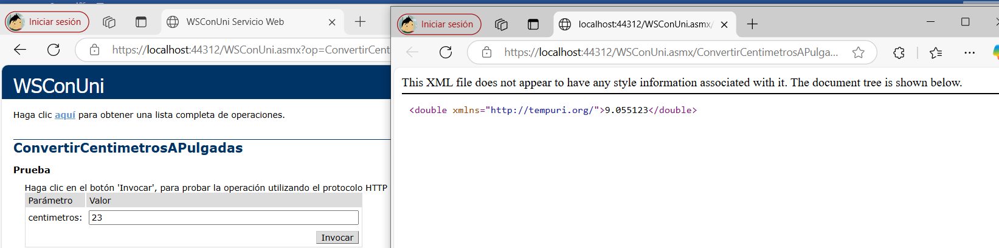 Iniciar sesión
WSConUni Servicio Web
https://localhost:44312/WSConUni.asmx?op=ConvertirCent
WSConUni
Haga clic aquí para obtener una lista completa de operaciones.
ConvertirCentimetrosAPulgadas
Prueba
Haga clic en el botón 'Invocar', para probar la operación utilizando el protocolo HTTP
Parámetro Valor
centimetros: 23
Invocar
Iniciar sesión
localhost:44312/WSConUni.asmx/
https://localhost:44312/WSConUni.asmx/ConvertirCentimetrosAPulga...
This XML file does not appear to have any style information associated with it. The document tree is shown below.
<double xmlns="http://tempuri.org/">9.055123</double>